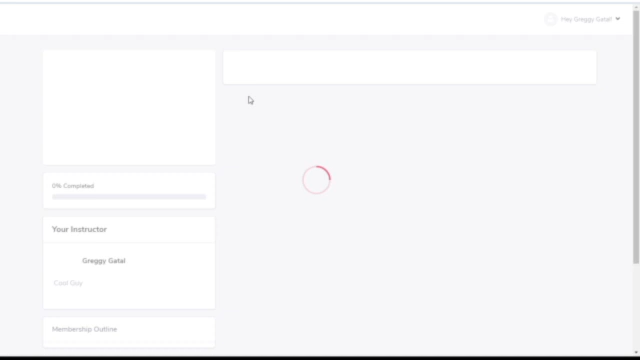 Hey Greggy Gatal!
0% Completed
Your Instructor
Greggy Gatal
Cool Guy
Membership Outline